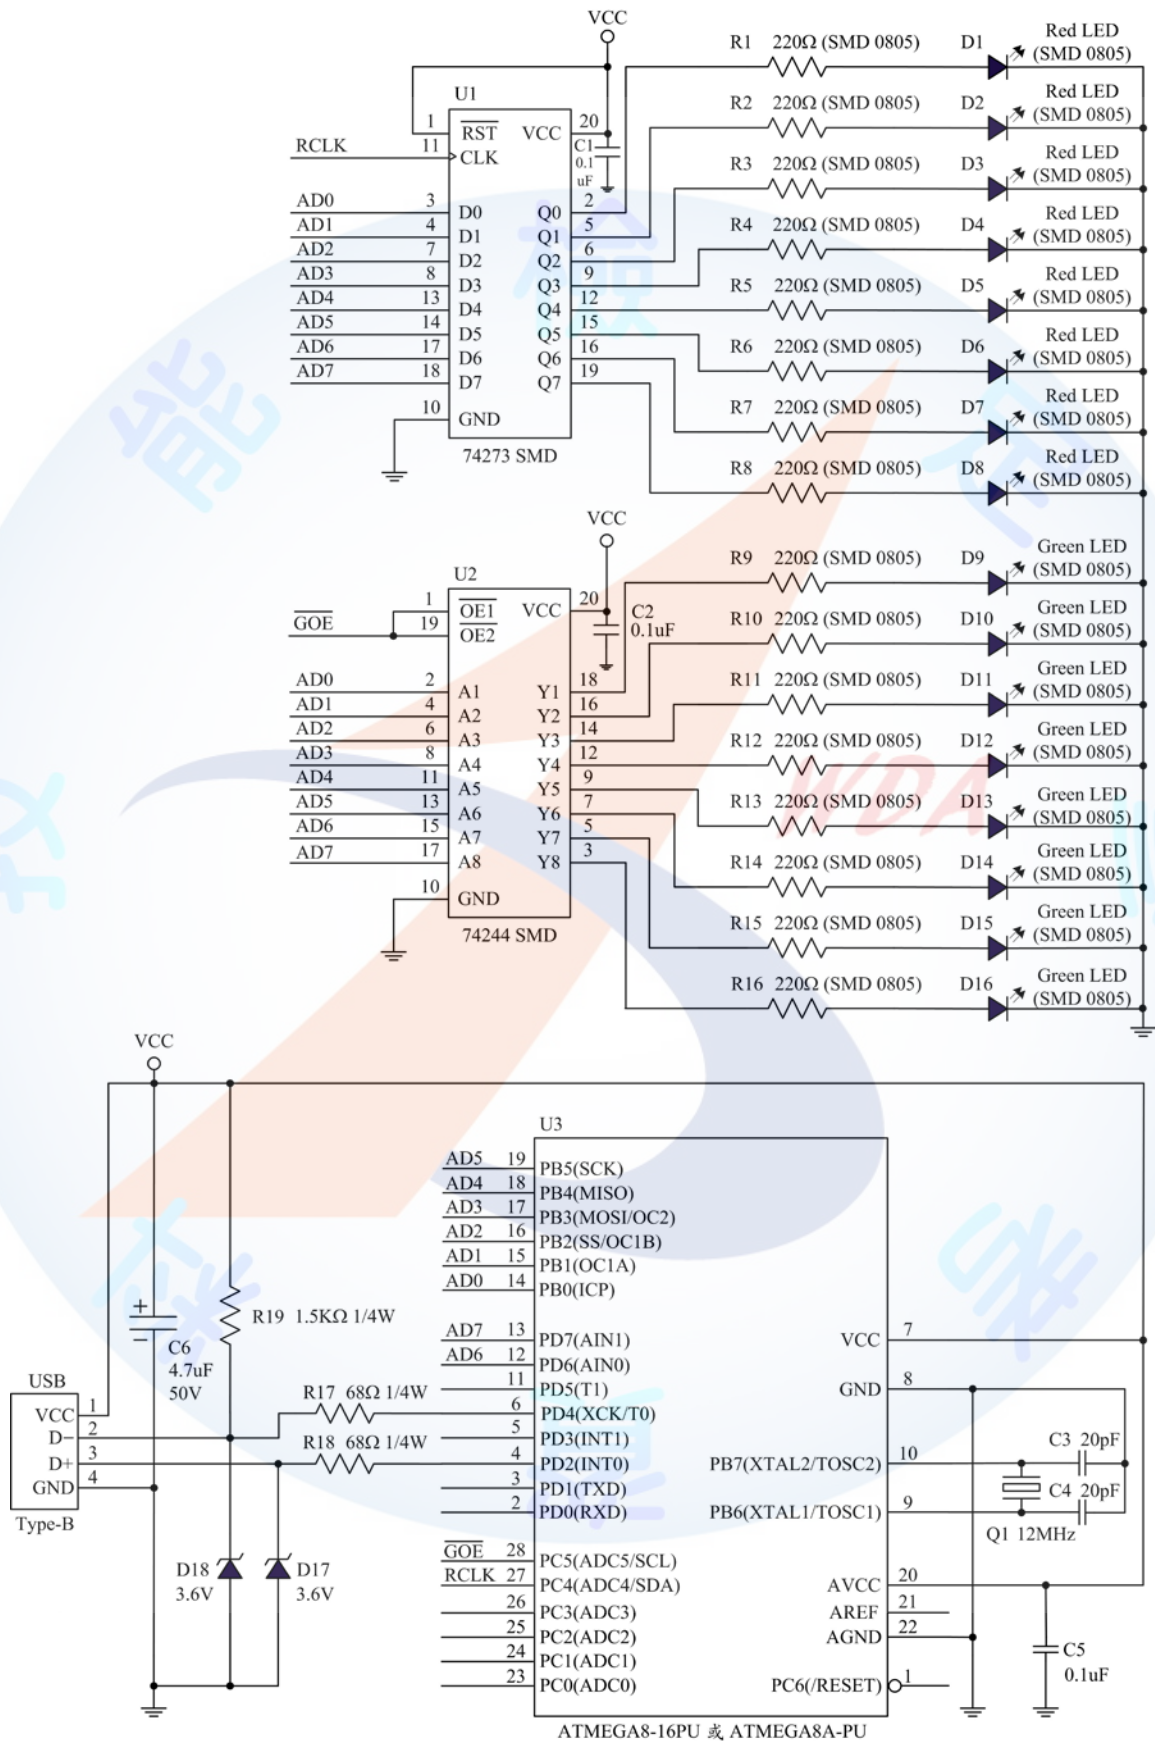 VCC
R1 220Ω (SMD 0805) D1 Red LED (SMD 0805)
R2 220Ω (SMD 0805) D2 Red LED (SMD 0805)
R3 220Ω (SMD 0805) D3 Red LED (SMD 0805)
R4 220Ω (SMD 0805) D4 Red LED (SMD 0805)
R5 220Ω (SMD 0805) D5 Red LED (SMD 0805)
R6 220Ω (SMD 0805) D6 Red LED (SMD 0805)
R7 220Ω (SMD 0805) D7 Red LED (SMD 0805)
R8 220Ω (SMD 0805) D8 Red LED (SMD 0805)
U1
1 RST VCC 20
RCLK 11 CLK
C1
0.1
uF
AD0 3 D0 Q0 2
AD1 4 D1 Q1 5
AD2 7 D2 Q2 6
AD3 8 D3 Q3 9
AD4 13 D4 Q4 12
AD5 14 D5 Q5 15
AD6 17 D6 Q6 16
AD7 18 D7 Q7 19
10 GND
74273 SMD
VCC
R9 220Ω (SMD 0805) D9 Green LED (SMD 0805)
R10 220Ω (SMD 0805) D10 Green LED (SMD 0805)
R11 220Ω (SMD 0805) D11 Green LED (SMD 0805)
R12 220Ω (SMD 0805) D12 Green LED (SMD 0805)
R13 220Ω (SMD 0805) D13 Green LED (SMD 0805)
R14 220Ω (SMD 0805) D14 Green LED (SMD 0805)
R15 220Ω (SMD 0805) D15 Green LED (SMD 0805)
R16 220Ω (SMD 0805) D16 Green LED (SMD 0805)
U2
1 OE1 VCC 20
GOE 19 OE2
C2
0.1uF
AD0 2 A1 Y1 18
AD1 4 A2 Y2 16
AD2 6 A3 Y3 14
AD3 8 A4 Y4 12
AD4 11 A5 Y5 9
AD5 13 A6 Y6 7
AD6 15 A7 Y7 5
AD7 17 A8 Y8 3
10 GND
74244 SMD
WDA
VCC
U3
AD5 19 PB5(SCK)
AD4 18 PB4(MISO)
AD3 17 PB3(MOSI/OC2)
AD2 16 PB2(SS/OC1B)
AD1 15 PB1(OC1A)
AD0 14 PB0(ICP)
AD7 13 PD7(AIN1) VCC 7
AD6 12 PD6(AIN0)
11 PD5(T1) GND 8
R17 68Ω 1/4W 6 PD4(XCK/T0)
5 PD3(INT1)
R18 68Ω 1/4W 4 PD2(INT0) PB7(XTAL2/TOSC2) 10
3 PD1(TXD)
2 PD0(RXD) PB6(XTAL1/TOSC1) 9
GOE 28 PC5(ADC5/SCL)
RCLK 27 PC4(ADC4/SDA) AVCC 20
26 PC3(ADC3) AREF 21
25 PC2(ADC2) AGND 22
24 PC1(ADC1)
23 PC0(ADC0) PC6(/RESET) 1
ATMEGA8-16PU 或 ATMEGA8A-PU
C3 20pF
C4 20pF
Q1 12MHz
C5
0.1uF
R19 1.5KΩ 1/4W
+
−
C6
4.7uF
50V
USB
VCC 1
D− 2
D+ 3
GND 4
Type-B
D18
3.6V
D17
3.6V
能
檢
定
技